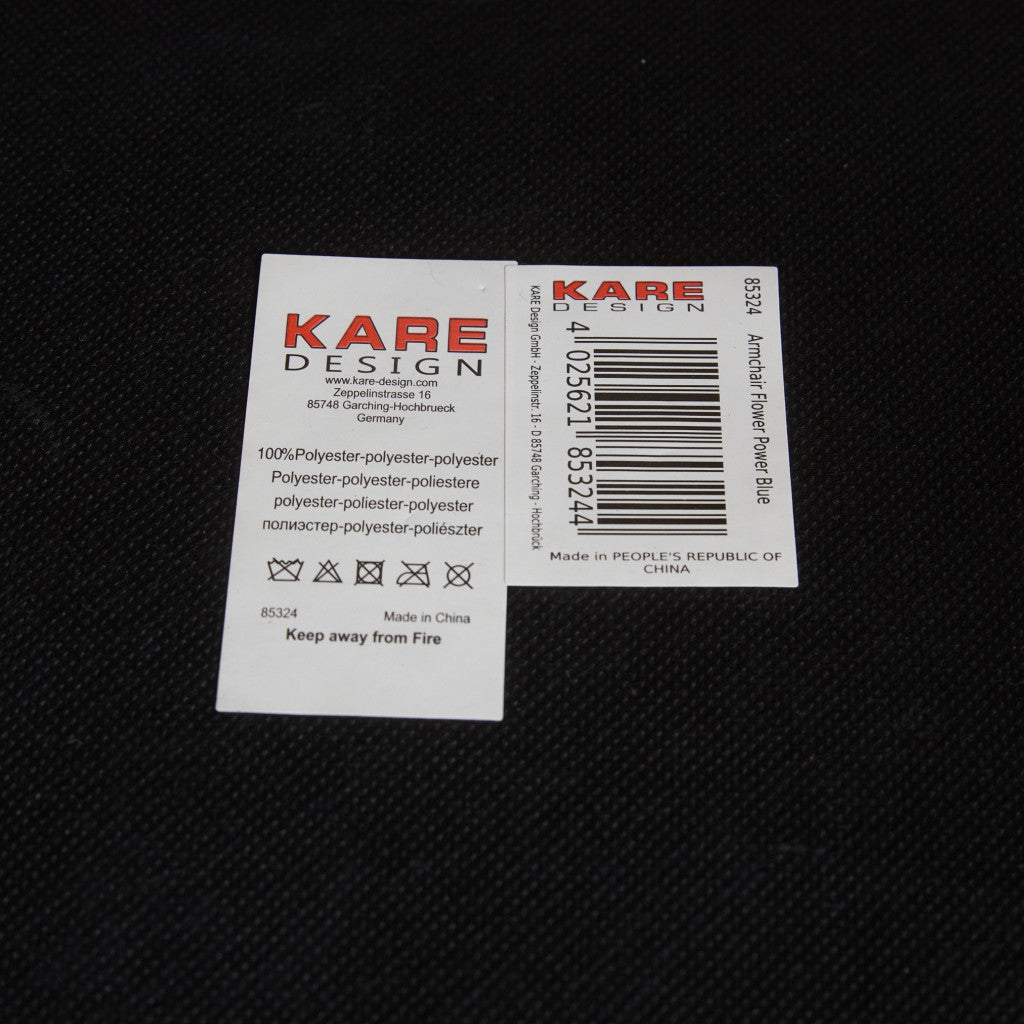 KARE
DESIGN
www.kare-design.com
Zeppelinstrasse 16
85748 Garching-Hochbrueck
Germany
100%Polyester-polyester-polyester
Polyester-polyester-poliestere
polyester-poliester-polyester
полиэстер-polyester-poliészter
85324 Made in China
Keep away from Fire
KARE
DESIGN
KARE Design GmbH - Zeppelinstr. 16 - D 85748 Garching - Hochbrück
4 025621 853244
85324 Armchair Flower Power Blue
Made in PEOPLE'S REPUBLIC OF
CHINA